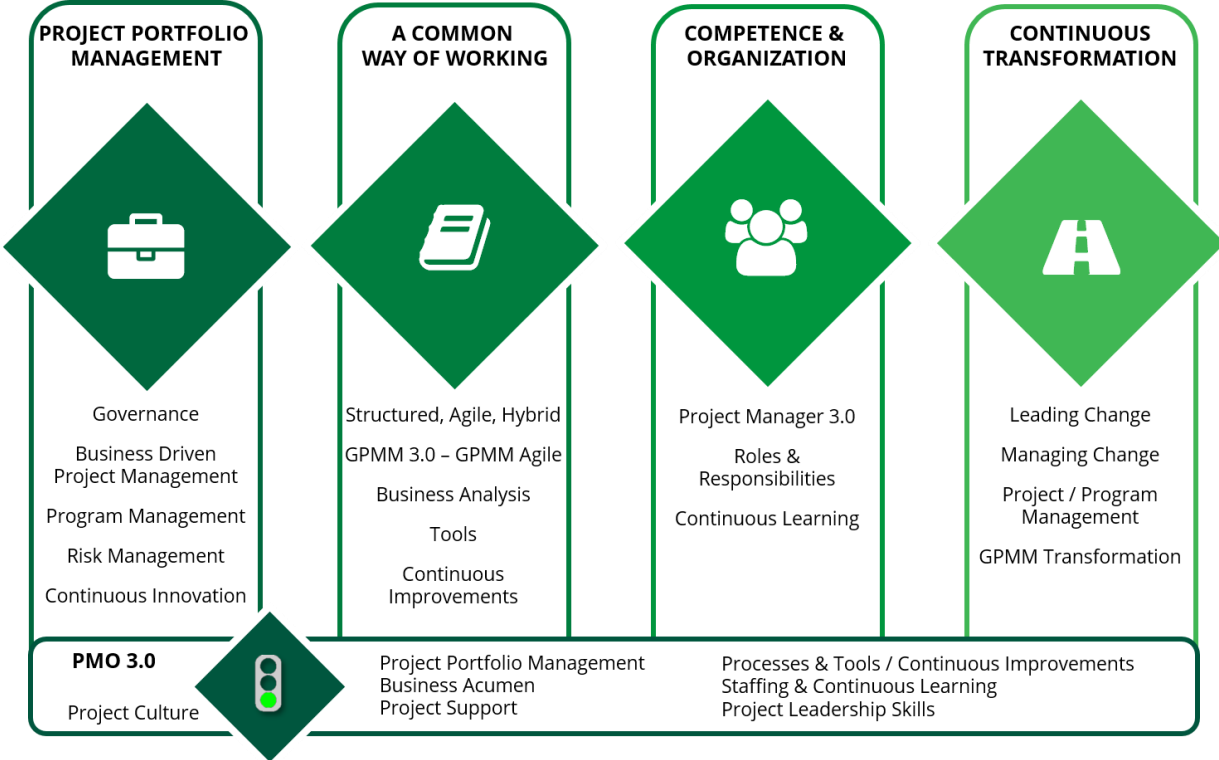 PROJECT PORTFOLIO
MANAGEMENT
Governance
Business Driven
Project Management
Program Management
Risk Management
Continuous Innovation
A COMMON
WAY OF WORKING
Structured, Agile, Hybrid
GPMM 3.0 – GPMM Agile
Business Analysis
Tools
Continuous
Improvements
COMPETENCE &
ORGANIZATION
Project Manager 3.0
Roles &
Responsibilities
Continuous Learning
CONTINUOUS
TRANSFORMATION
Leading Change
Managing Change
Project / Program
Management
GPMM Transformation
PMO 3.0
Project Culture
Project Portfolio Management
Business Acumen
Project Support
Processes & Tools / Continuous Improvements
Staffing & Continuous Learning
Project Leadership Skills